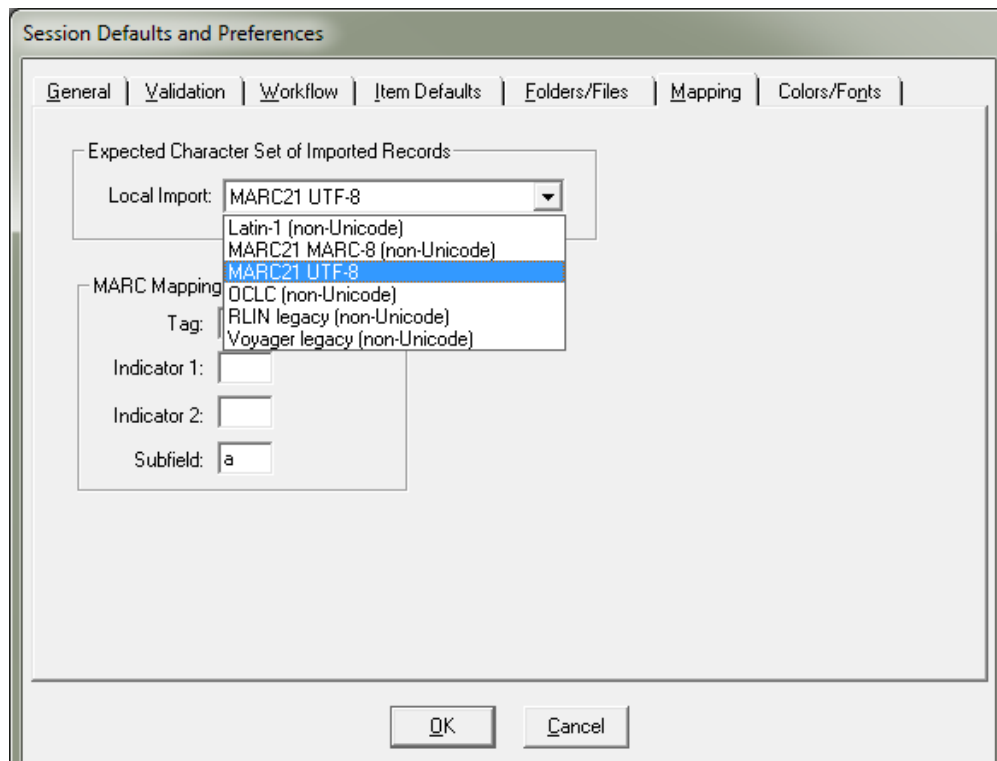 Session Defaults and Preferences
General Validation Workflow Item Defaults Folders/Files Mapping Colors/Fonts
Expected Character Set of Imported Records
Local Import: MARC21 UTF-8
Latin-1 (non-Unicode)
MARC21 MARC-8 (non-Unicode)
MARC21 UTF-8
OCLC (non-Unicode)
RLIN legacy (non-Unicode)
Voyager legacy (non-Unicode)
MARC Mapping
Tag:
Indicator 1:
Indicator 2:
Subfield: a
OK Cancel